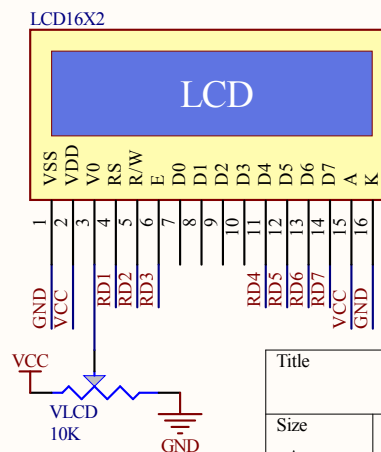 LCD16X2
LCD
VSS VDD V0 RS R/W E D0 D1 D2 D3 D4 D5 D6 D7 A K
1 2 3 4 5 6 7 8 9 10 11 12 13 14 15 16
GND VCC RD1 RD2 RD3 RD4 RD5 RD6 RD7 VCC GND
VCC
VLCD
10K
GND
Title
Size